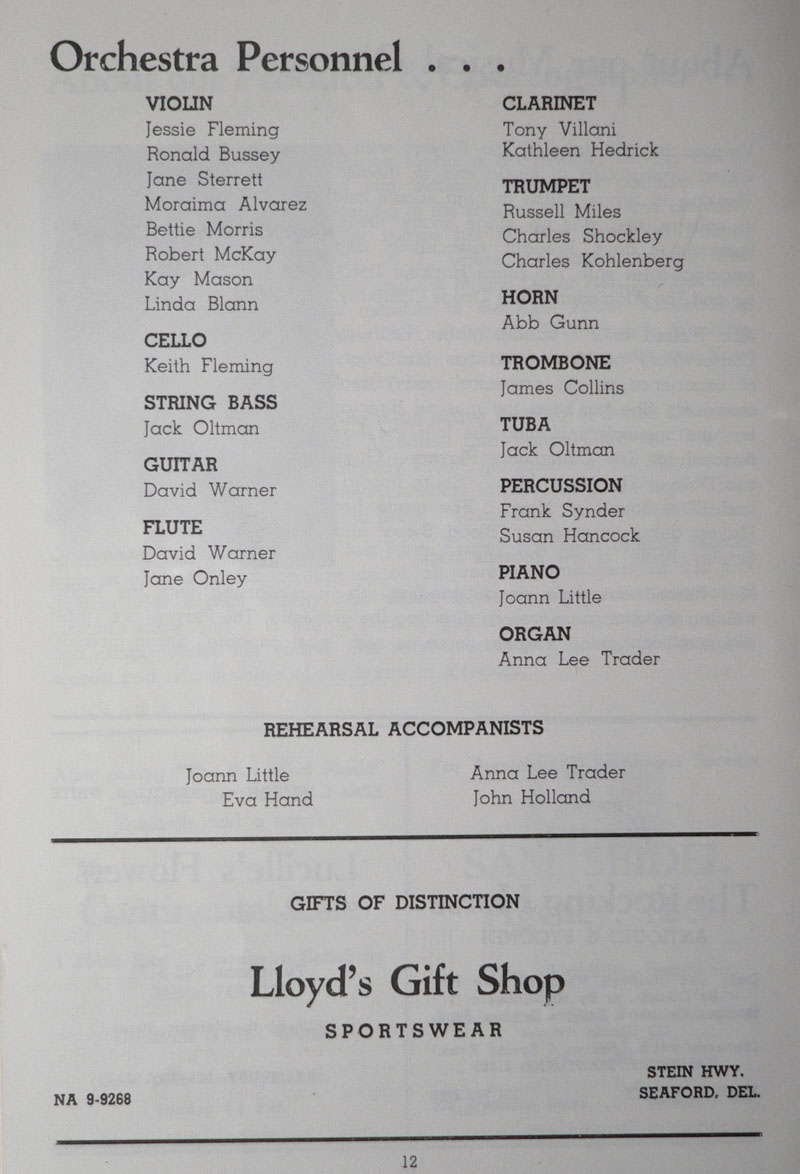 Orchestra Personnel . . .
VIOLIN
Jessie Fleming
Ronald Bussey
Jane Sterrett
Moraima Alvarez
Bettie Morris
Robert McKay
Kay Mason
Linda Blann
CELLO
Keith Fleming
STRING BASS
Jack Oltman
GUITAR
David Warner
FLUTE
David Warner
Jane Onley
CLARINET
Tony Villani
Kathleen Hedrick
TRUMPET
Russell Miles
Charles Shockley
Charles Kohlenberg
HORN
Abb Gunn
TROMBONE
James Collins
TUBA
Jack Oltman
PERCUSSION
Frank Synder
Susan Hancock
PIANO
Joann Little
ORGAN
Anna Lee Trader
REHEARSAL ACCOMPANISTS
Joann Little
Eva Hand
Anna Lee Trader
John Holland
GIFTS OF DISTINCTION
Lloyd's Gift Shop
SPORTSWEAR
NA 9-9268
STEIN HWY.
SEAFORD, DEL.
12